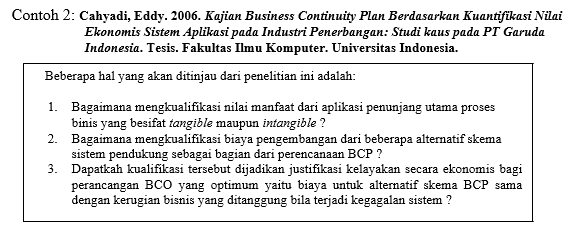 Contoh 2: Cahyadi, Eddy. 2006. Kajian Business Continuity Plan Berdasarkan Kuantifikasi Nilai
Ekonomis Sistem Aplikasi pada Industri Penerbangan: Studi kaus pada PT Garuda
Indonesia. Tesis. Fakultas Ilmu Komputer. Universitas Indonesia.
Beberapa hal yang akan ditinjau dari penelitian ini adalah:
1. Bagaimana mengkualifikasi nilai manfaat dari aplikasi penunjang utama proses
binis yang besifat tangible maupun intangible ?
2. Bagaimana mengkualifikasi biaya pengembangan dari beberapa alternatif skema
sistem pendukung sebagai bagian dari perencanaan BCP ?
3. Dapatkah kualifikasi tersebut dijadikan justifikasi kelayakan secara ekonomis bagi
perancangan BCO yang optimum yaitu biaya untuk alternatif skema BCP sama
dengan kerugian bisnis yang ditanggung bila terjadi kegagalan sistem ?